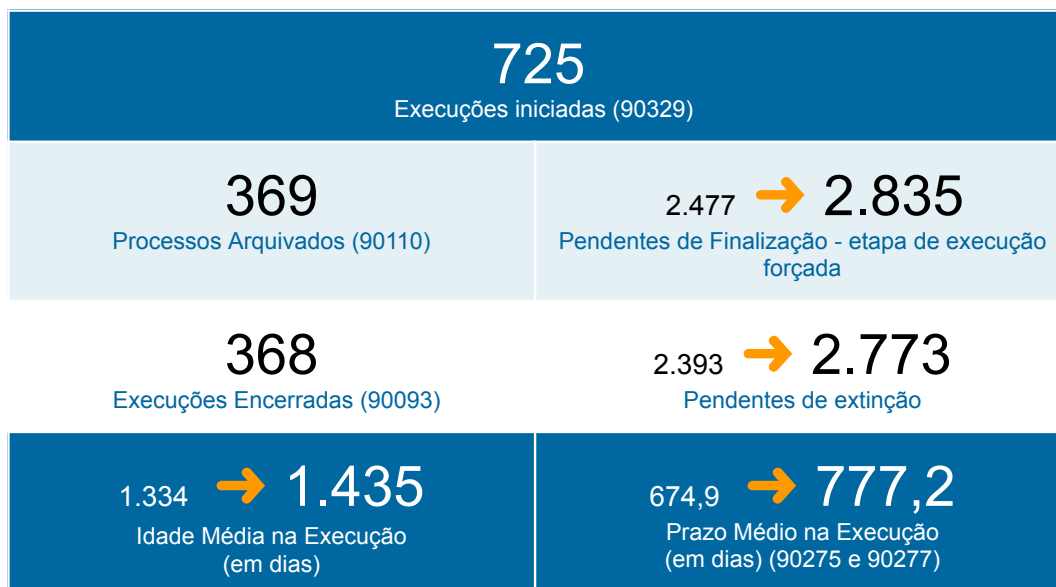 725
Execuções iniciadas (90329)
369
Processos Arquivados (90110)
2.477 → 2.835
Pendentes de Finalização - etapa de execução
forçada
368
Execuções Encerradas (90093)
2.393 → 2.773
Pendentes de extinção
1.334 → 1.435
Idade Média na Execução
(em dias)
674,9 → 777,2
Prazo Médio na Execução
(em dias) (90275 e 90277)